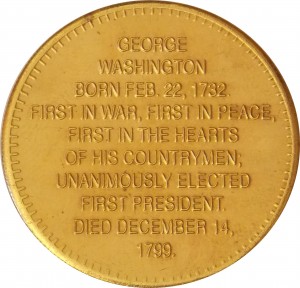 GEORGE
WASHINGTON
BORN FEB. 22, 1732.
FIRST IN WAR, FIRST IN PEACE,
FIRST IN THE HEARTS
OF HIS COUNTRYMEN;
UNANIMOUSLY ELECTED
FIRST PRESIDENT.
DIED DECEMBER 14,
1799.